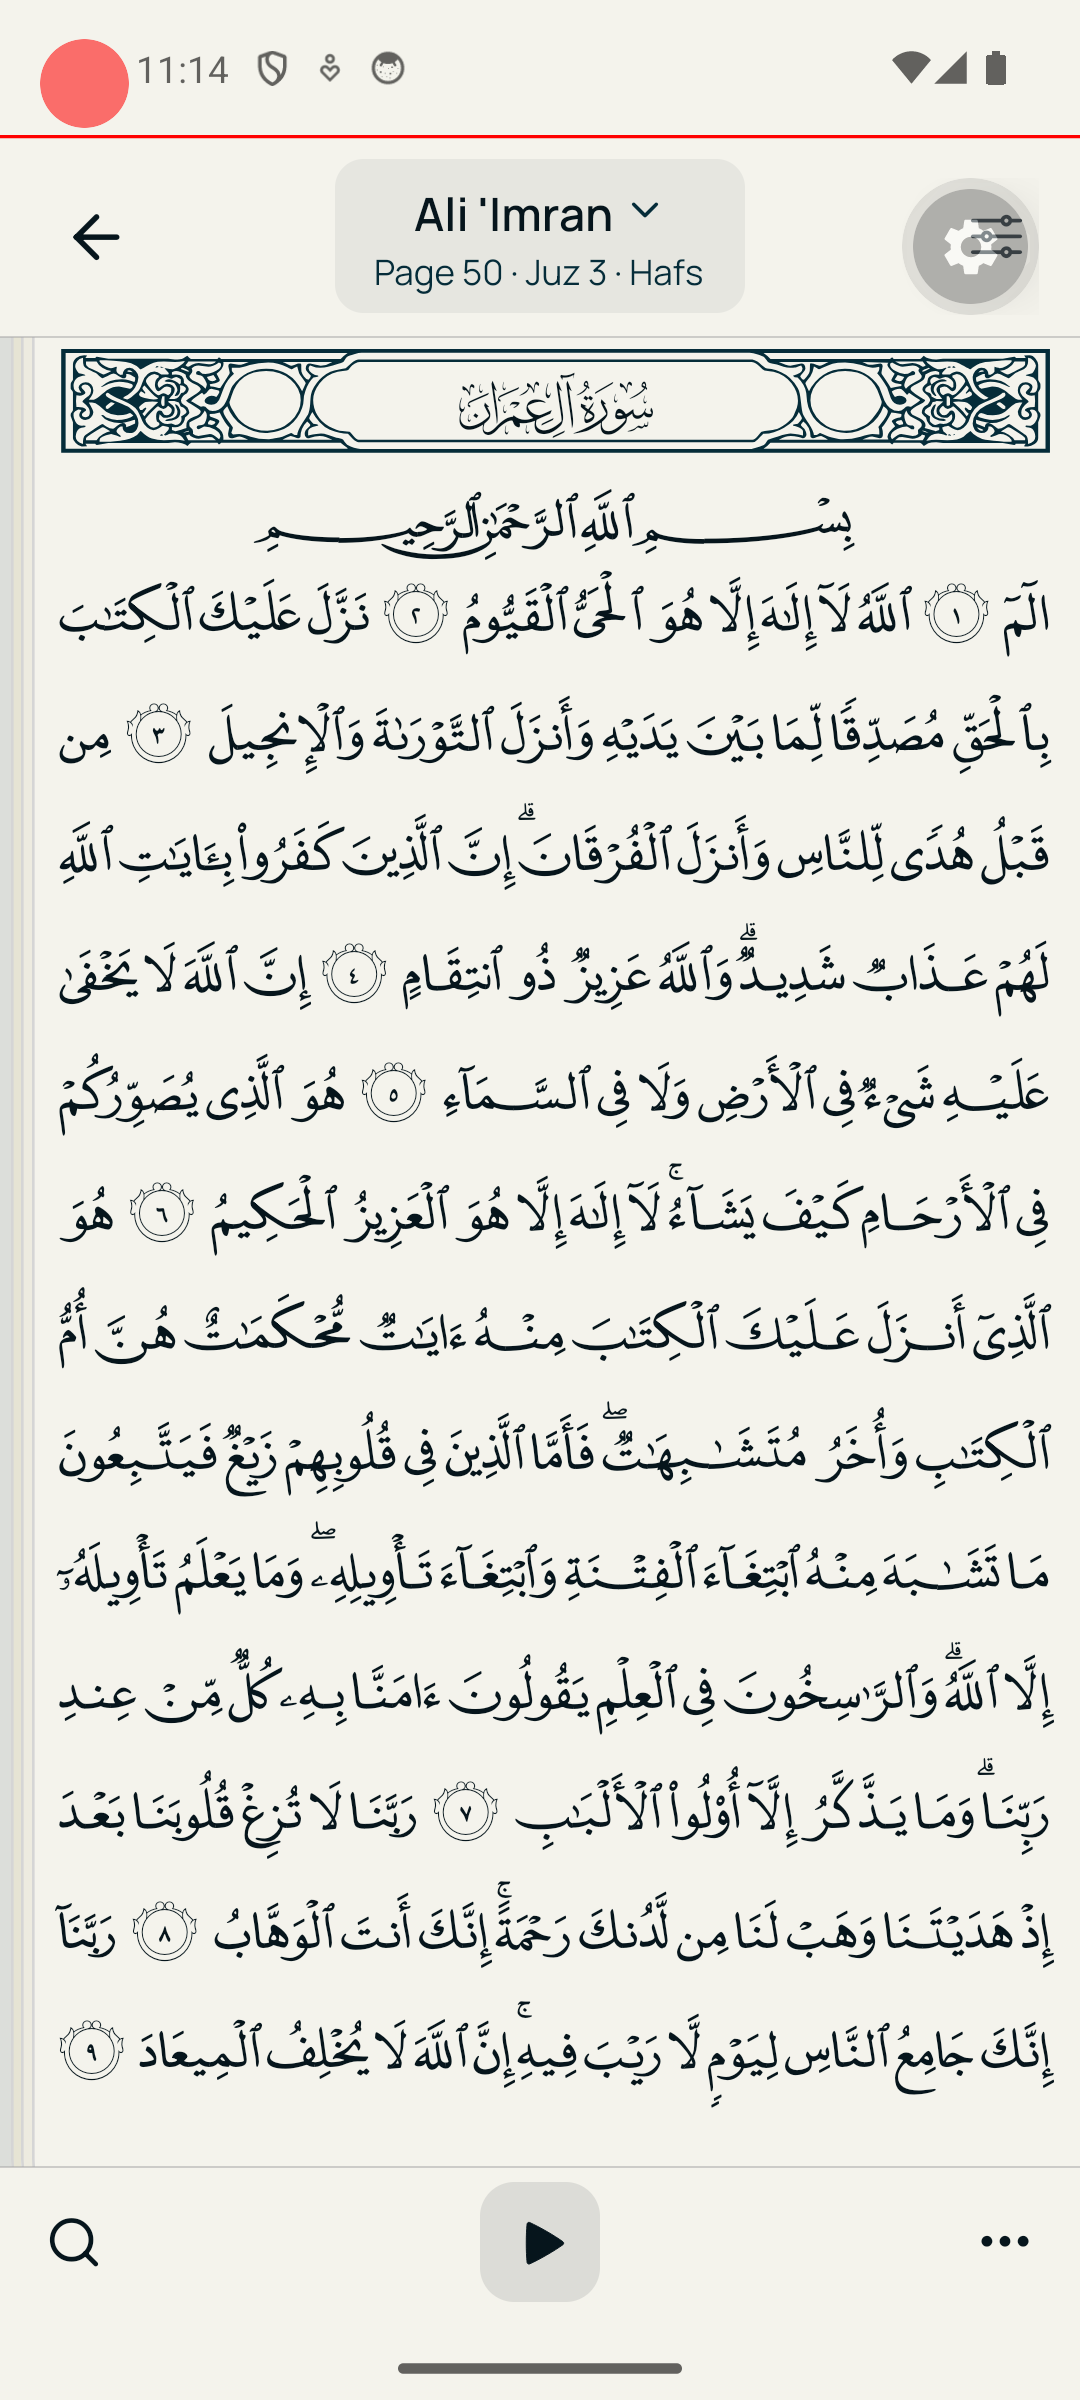 11:14
Ali 'Imran
Page 50 · Juz 3 · Hafs
سُورَةُ آلِ عِمْرَانَ
بِسْمِ ٱللَّهِ ٱلرَّحْمَٰنِ ٱلرَّحِيمِ
الٓمٓ ١ ٱللَّهُ لَآ إِلَٰهَ إِلَّا هُوَ ٱلْحَىُّ ٱلْقَيُّومُ ٢ نَزَّلَ عَلَيْكَ ٱلْكِتَٰبَ
بِٱلْحَقِّ مُصَدِّقًا لِّمَا بَيْنَ يَدَيْهِ وَأَنزَلَ ٱلتَّوْرَىٰةَ وَٱلْإِنجِيلَ ٣ مِن
قَبْلُ هُدًى لِّلنَّاسِ وَأَنزَلَ ٱلْفُرْقَانَ ۗ إِنَّ ٱلَّذِينَ كَفَرُوا۟ بِـَٔايَٰتِ ٱللَّهِ
لَهُمْ عَذَابٌ شَدِيدٌ ۗ وَٱللَّهُ عَزِيزٌ ذُو ٱنتِقَامٍ ٤ إِنَّ ٱللَّهَ لَا يَخْفَىٰ
عَلَيْهِ شَىْءٌ فِى ٱلْأَرْضِ وَلَا فِى ٱلسَّمَآءِ ٥ هُوَ ٱلَّذِى يُصَوِّرُكُمْ
فِى ٱلْأَرْحَامِ كَيْفَ يَشَآءُ ۚ لَآ إِلَٰهَ إِلَّا هُوَ ٱلْعَزِيزُ ٱلْحَكِيمُ ٦ هُوَ
ٱلَّذِىٓ أَنزَلَ عَلَيْكَ ٱلْكِتَٰبَ مِنْهُ ءَايَٰتٌ مُّحْكَمَٰتٌ هُنَّ أُمُّ
ٱلْكِتَٰبِ وَأُخَرُ مُتَشَٰبِهَٰتٌ ۖ فَأَمَّا ٱلَّذِينَ فِى قُلُوبِهِمْ زَيْغٌ فَيَتَّبِعُونَ
مَا تَشَٰبَهَ مِنْهُ ٱبْتِغَآءَ ٱلْفِتْنَةِ وَٱبْتِغَآءَ تَأْوِيلِهِۦ ۖ وَمَا يَعْلَمُ تَأْوِيلَهُۥٓ
إِلَّا ٱللَّهُ ۗ وَٱلرَّٰسِخُونَ فِى ٱلْعِلْمِ يَقُولُونَ ءَامَنَّا بِهِۦ كُلٌّ مِّنْ عِندِ
رَبِّنَا ۗ وَمَا يَذَّكَّرُ إِلَّآ أُو۟لُوا۟ ٱلْأَلْبَٰبِ ٧ رَبَّنَا لَا تُزِغْ قُلُوبَنَا بَعْدَ
إِذْ هَدَيْتَنَا وَهَبْ لَنَا مِن لَّدُنكَ رَحْمَةً ۚ إِنَّكَ أَنتَ ٱلْوَهَّابُ ٨ رَبَّنَآ
إِنَّكَ جَامِعُ ٱلنَّاسِ لِيَوْمٍ لَّا رَيْبَ فِيهِ ۚ إِنَّ ٱللَّهَ لَا يُخْلِفُ ٱلْمِيعَادَ ٩